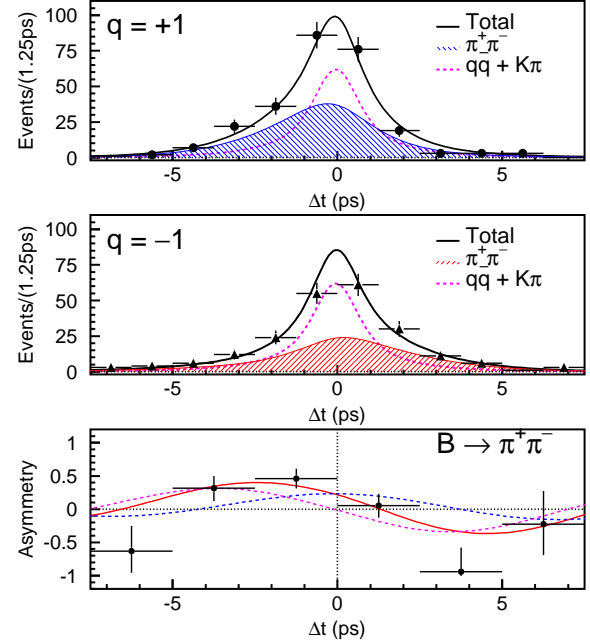 q = +1
Total
π⁺π⁻
qq + Kπ
Events/(1.25ps)
100
75
50
25
0
-5 0 5
Δt (ps)
q = −1
Total
π⁺π⁻
qq + Kπ
Events/(1.25ps)
100
75
50
25
0
-5 0 5
Δt (ps)
B → π⁺π⁻
Asymmetry
1
0.5
0
-0.5
-1
-5 0 5
Δt (ps)